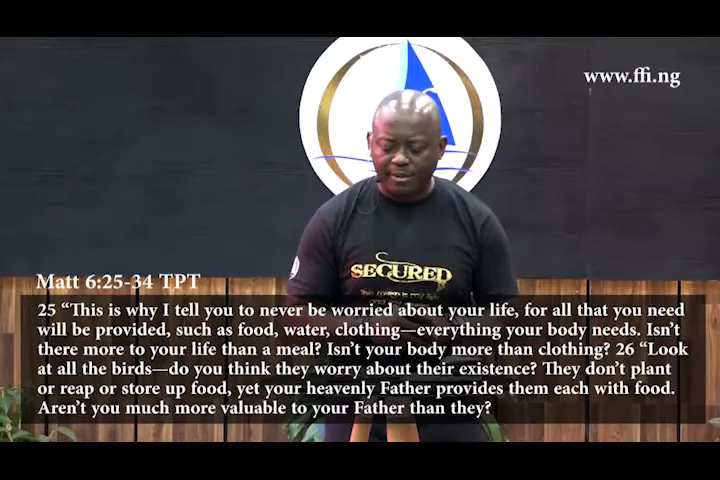 www.ffi.ng
SECURED
Matt 6:25-34 TPT
25 “This is why I tell you to never be worried about your life, for all that you need
will be provided, such as food, water, clothing—everything your body needs. Isn’t
there more to your life than a meal? Isn’t your body more than clothing? 26 “Look
at all the birds—do you think they worry about their existence? They don’t plant
or reap or store up food, yet your heavenly Father provides them each with food.
Aren’t you much more valuable to your Father than they?